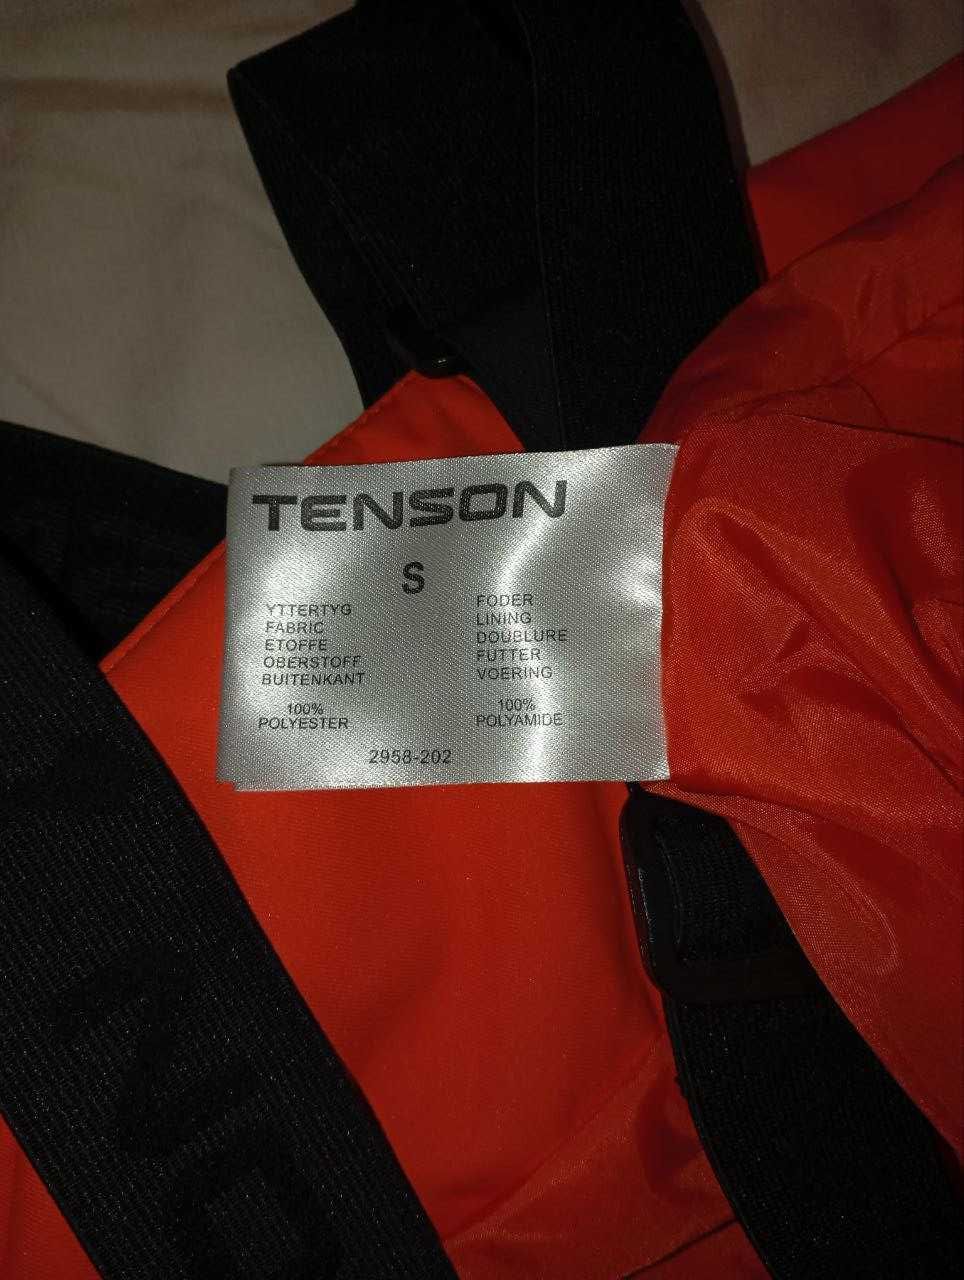 TENSON
S
YTTERTYG
FABRIC
ETOFFE
OBERSTOFF
BUITENKANT
100%
POLYESTER
FODER
LINING
DOUBLURE
FUTTER
VOERING
100%
POLYAMIDE
2958-202